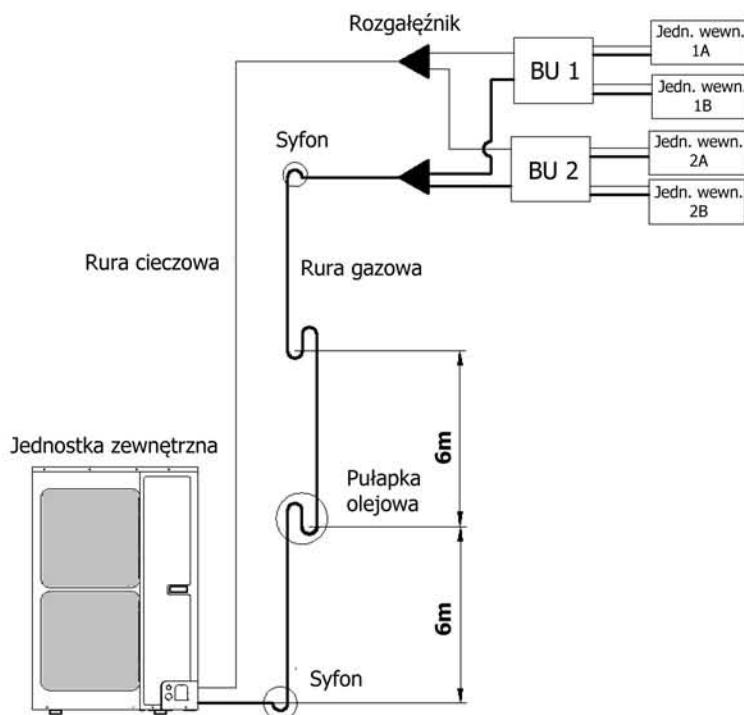 Rozgałęźnik
Jedn. wewn.
1A
BU 1
Jedn. wewn.
1B
Syfon
Jedn. wewn.
2A
BU 2
Jedn. wewn.
2B
Rura cieczowa
Rura gazowa
6m
Jednostka zewnętrzna
Pułapka
olejowa
6m
Syfon